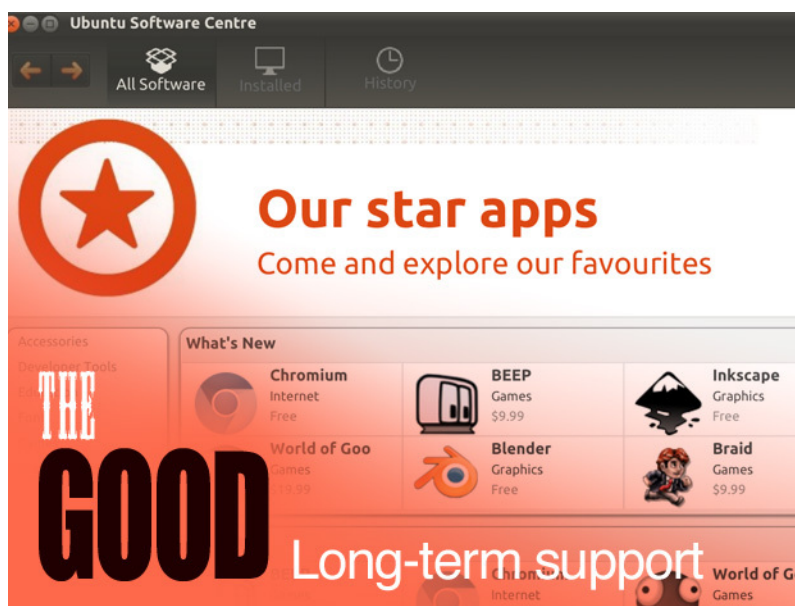 Ubuntu Software Centre
All Software
Installed
History
Our star apps
Come and explore our favourites
Accessories
Developer Tools
What's New
Chromium
Internet
Free
BEEP
Games
$9.99
Inkscape
Graphics
Free
World of Goo
Games
$19.99
Blender
Graphics
Free
Braid
Games
$9.99
THE
GOOD
Long-term support
Chromium
Internet
World of G
Games